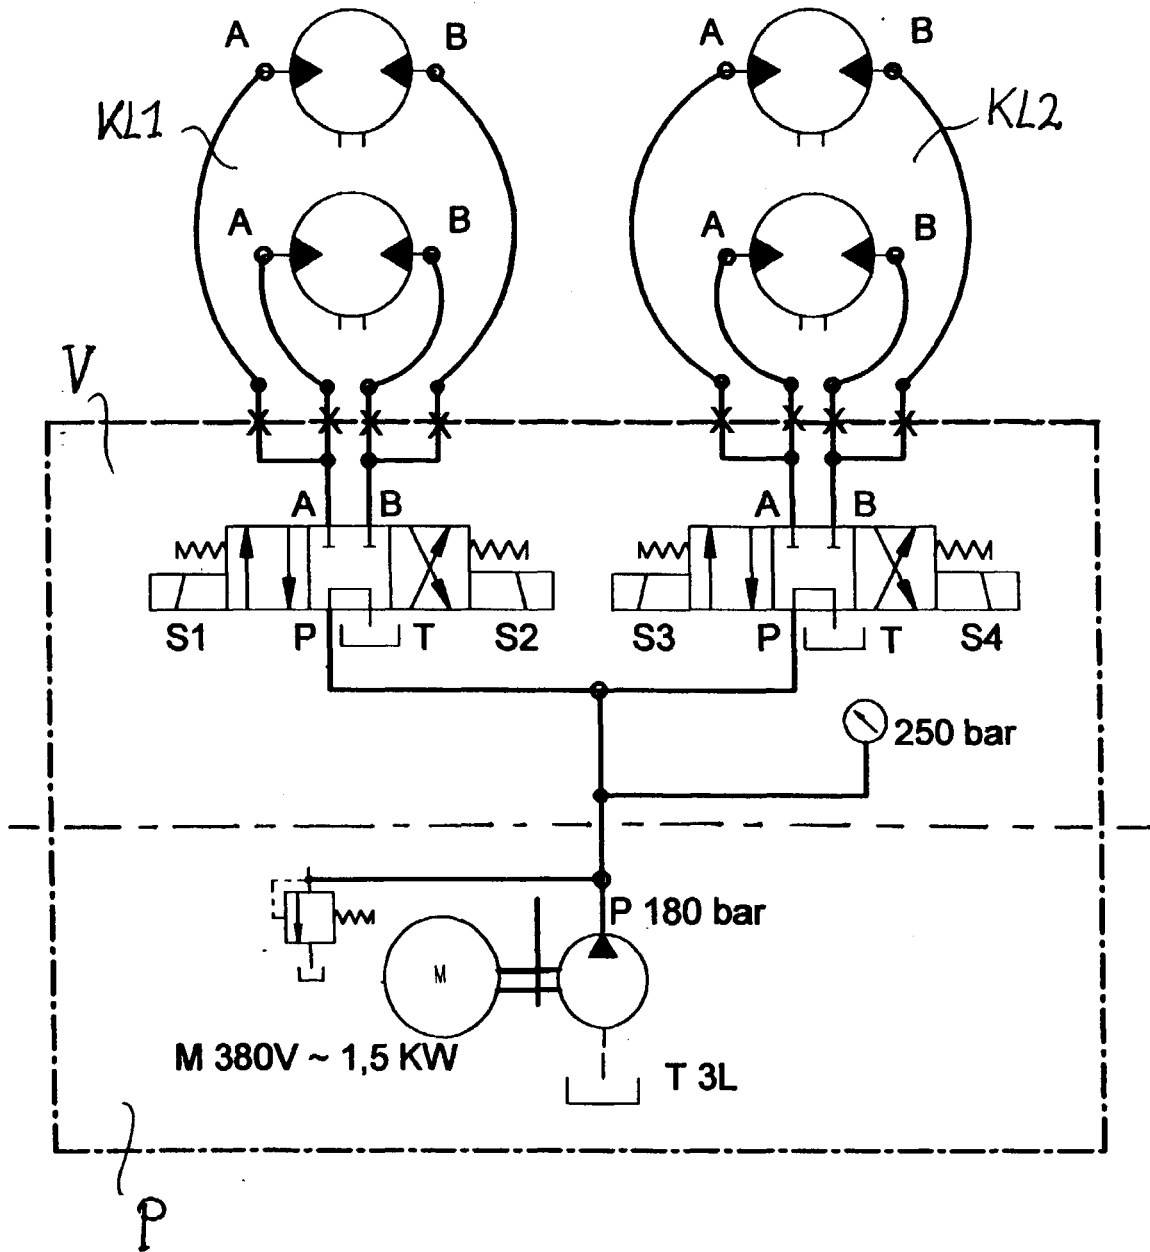 A B A B
KL1 KL2
A B A B
V
A B A B
S1 P T S2 S3 P T S4
250 bar
P 180 bar
M
M 380V ~ 1,5 KW
T 3L
P